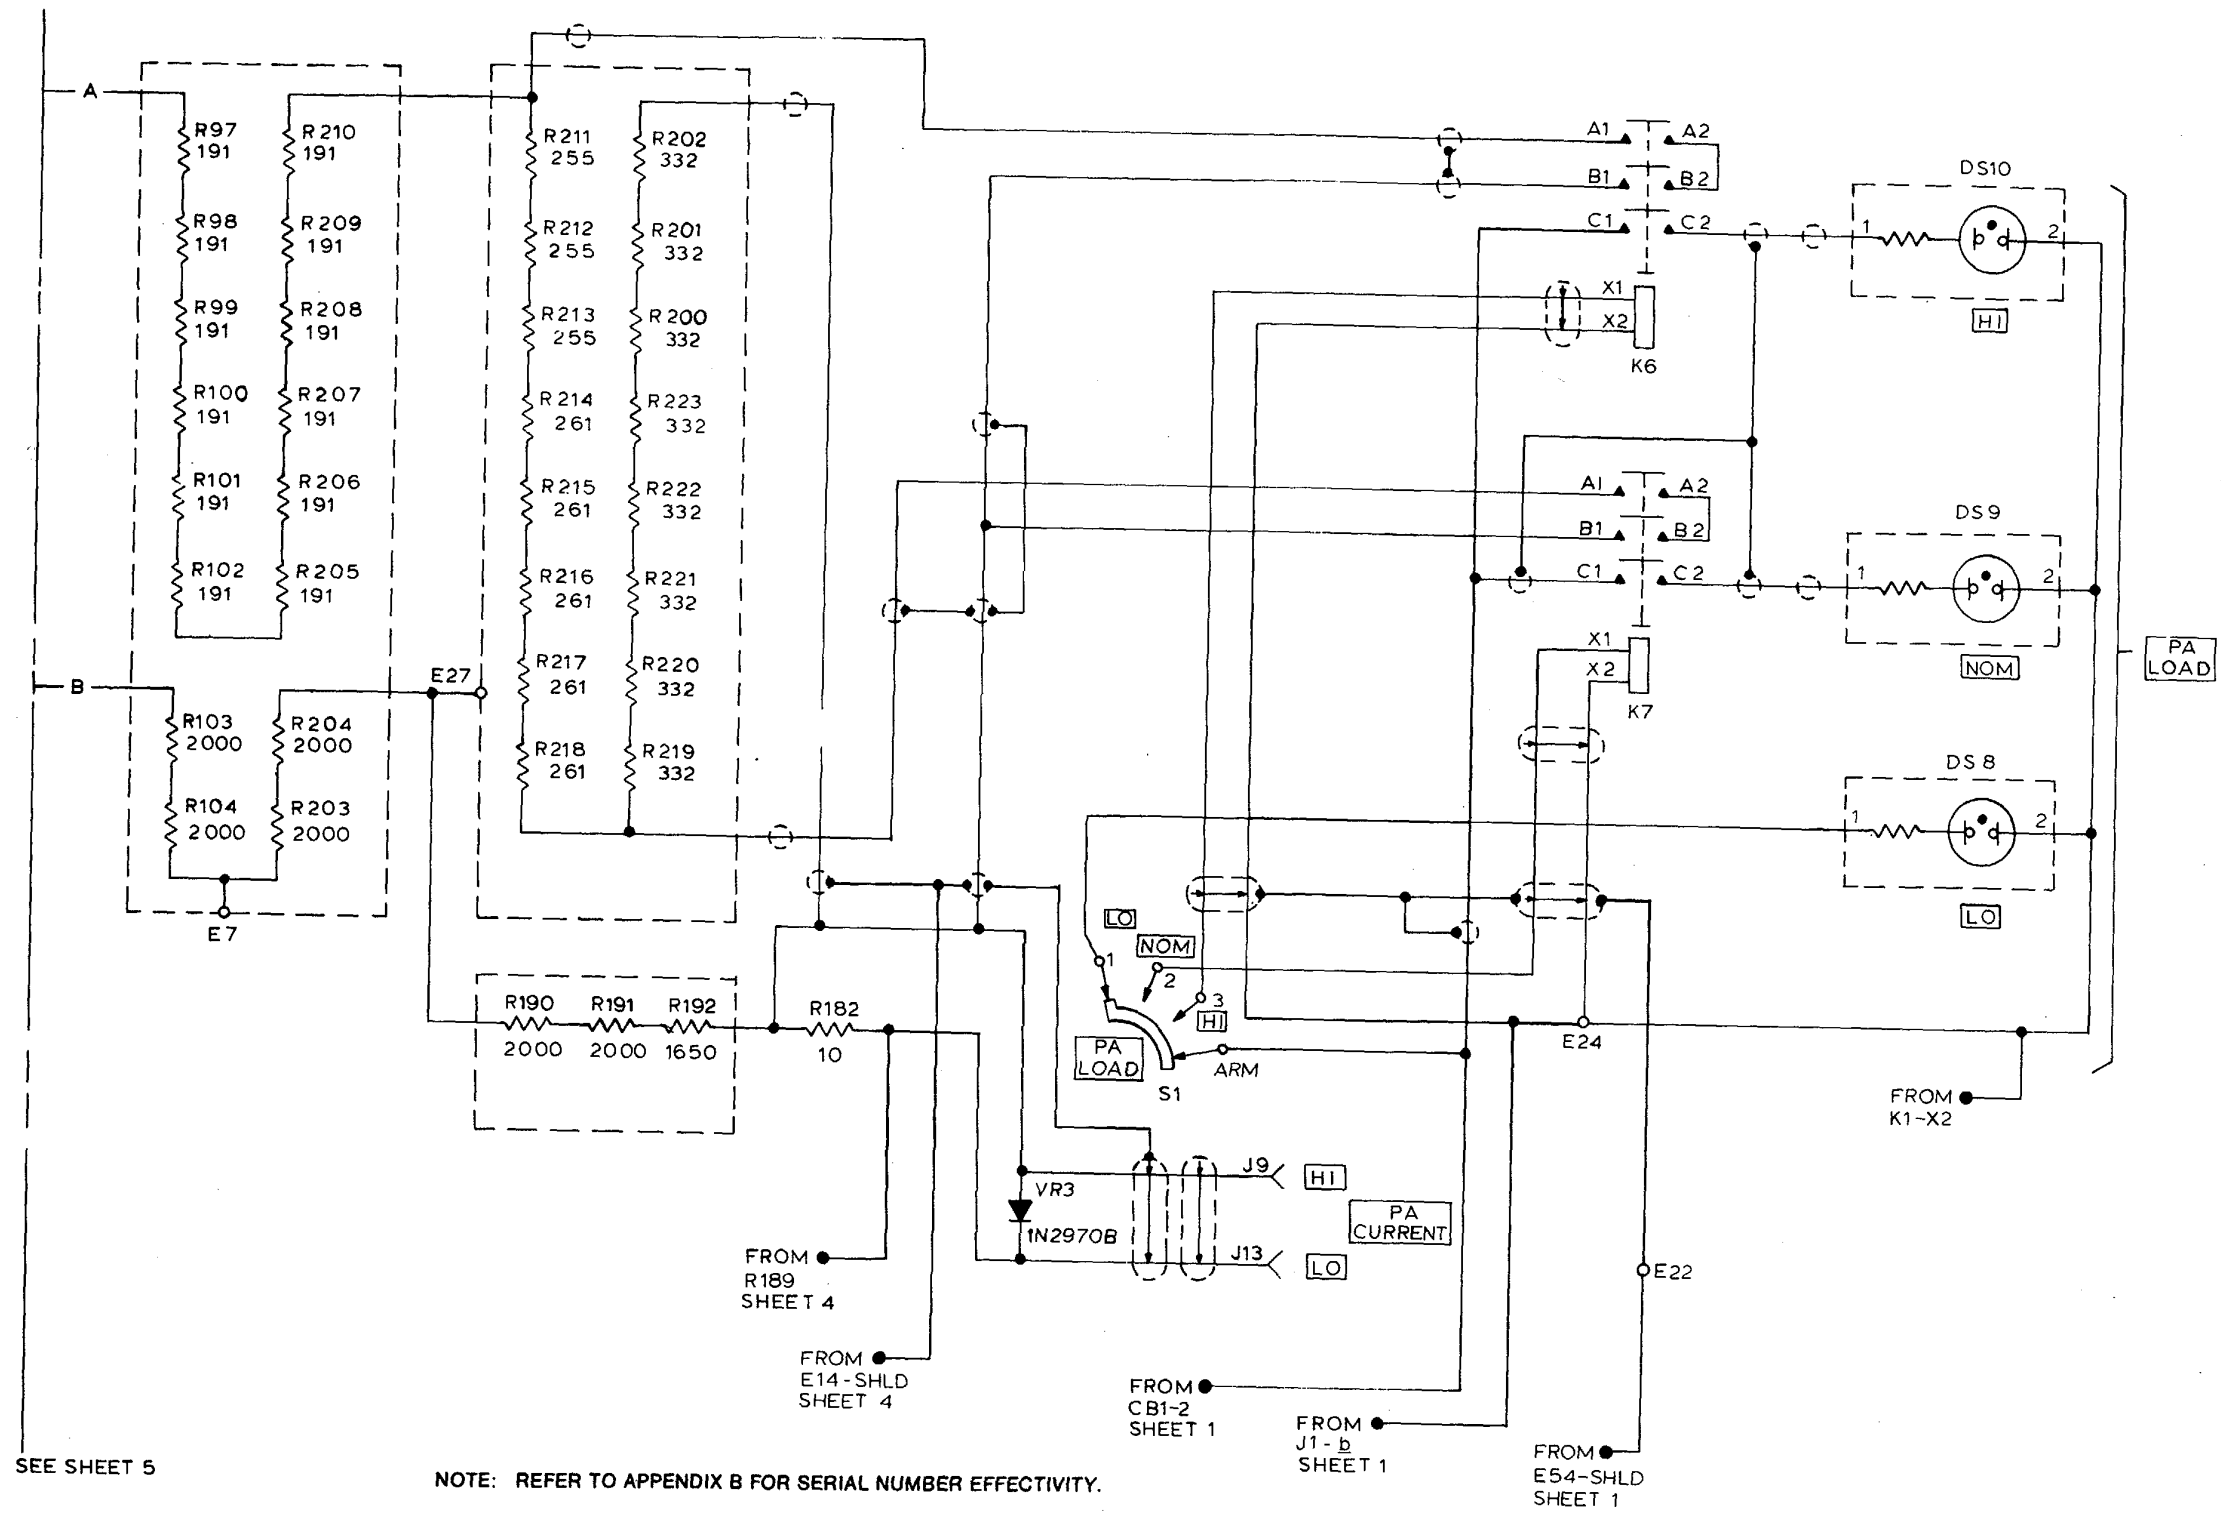 A
R97
191
R98
191
R99
191
R100
191
R101
191
R102
191
R210
191
R209
191
R208
191
R207
191
R206
191
R205
191
B
R103
2000
R104
2000
R204
2000
R203
2000
E7
E27
R211
255
R212
255
R213
255
R214
261
R215
261
R216
261
R217
261
R218
261
R202
332
R201
332
R200
332
R223
332
R222
332
R221
332
R220
332
R219
332
R190
2000
R191
2000
R192
1650
R182
10
A1
A2
B1
B2
C1
C2
X1
X2
K6
A1
A2
B1
B2
C1
C2
X1
X2
K7
DS10
1
2
HI
DS9
1
2
NOM
DS8
1
2
LO
PA
LOAD
LO
NOM
1
2
3
HI
PA
LOAD
ARM
S1
E24
FROM
K1-X2
J9
HI
VR3
1N2970B
PA
CURRENT
J13
LO
E22
FROM
R189
SHEET 4
FROM
E14-SHLD
SHEET 4
FROM
CB1-2
SHEET 1
FROM
J1-b
SHEET 1
FROM
E54-SHLD
SHEET 1
SEE SHEET 5
NOTE: REFER TO APPENDIX B FOR SERIAL NUMBER EFFECTIVITY.